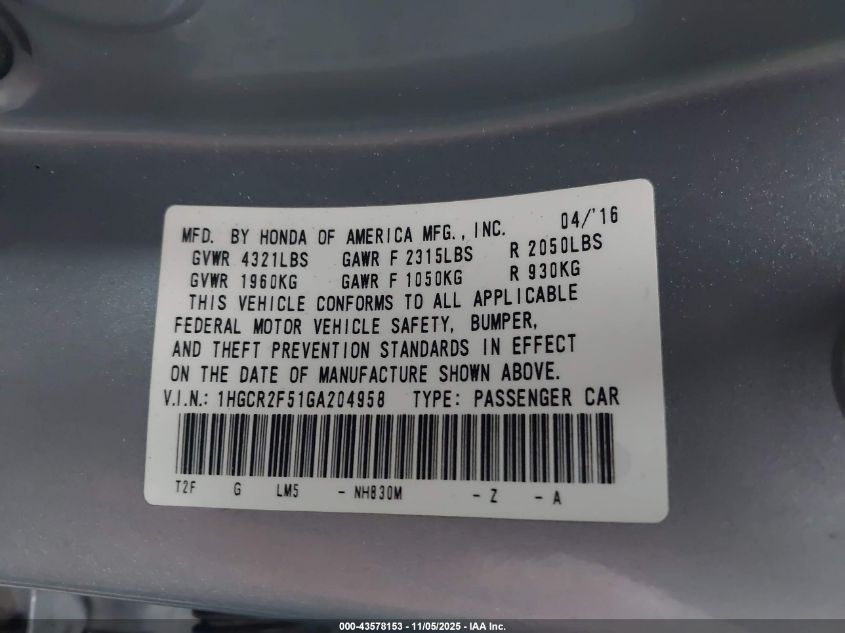 MFD. BY HONDA OF AMERICA MFG., INC. 04/'16
GVWR 4321LBS GAWR F 2315LBS R 2050LBS
GVWR 1960KG GAWR F 1050KG R 930KG
THIS VEHICLE CONFORMS TO ALL APPLICABLE
FEDERAL MOTOR VEHICLE SAFETY, BUMPER,
AND THEFT PREVENTION STANDARDS IN EFFECT
ON THE DATE OF MANUFACTURE SHOWN ABOVE.
V.I.N.: 1HGCR2F51GA204958 TYPE: PASSENGER CAR
T2F G LM5 - NH830M - Z - A
000-43578153 - 11/05/2025 - IAA Inc.